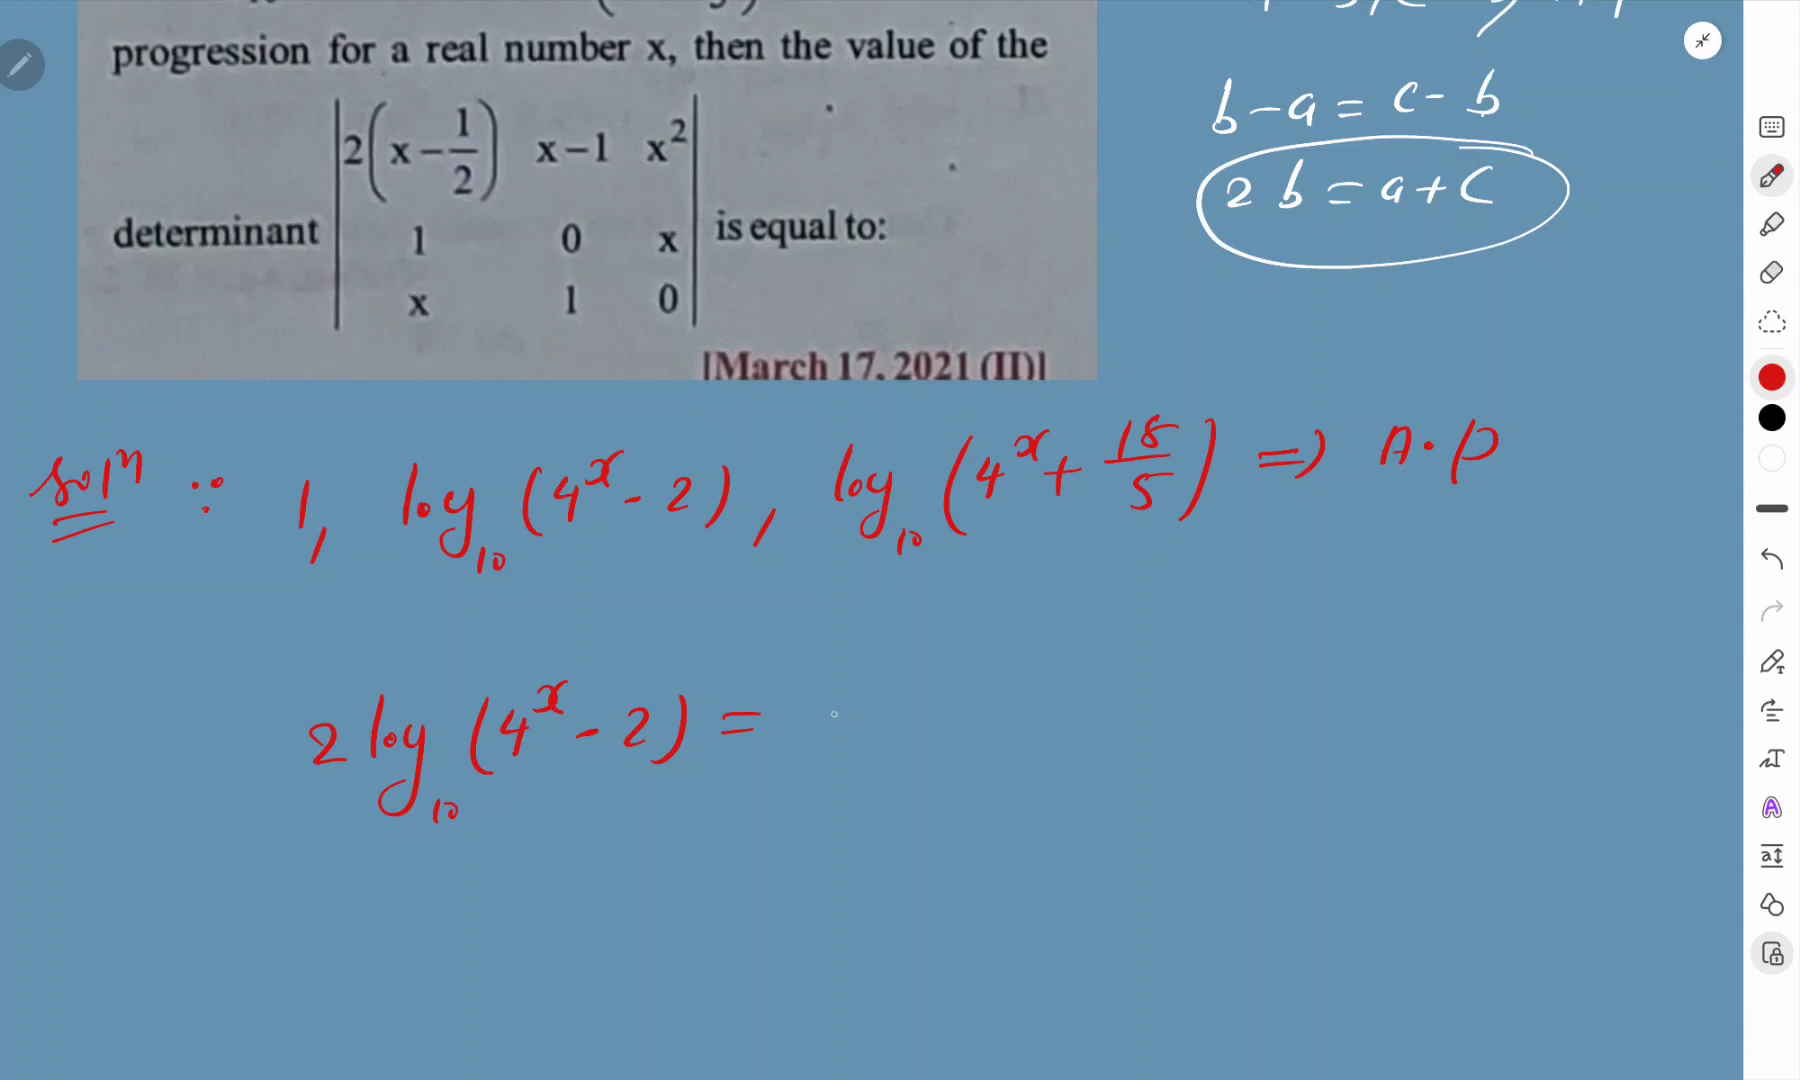 progression for a real number x, then the value of the
determinant | 2(x − 1/2) x−1 x² | is equal to:
1 0 x
x 1 0
[March 17, 2021 (II)]
b - a = c - b
2 b = a + c
Solⁿ ∵ 1, log₁₀ (4^x - 2), log₁₀ (4^x + 18/5) ⇒ A.P
2 log₁₀ (4^x - 2) =